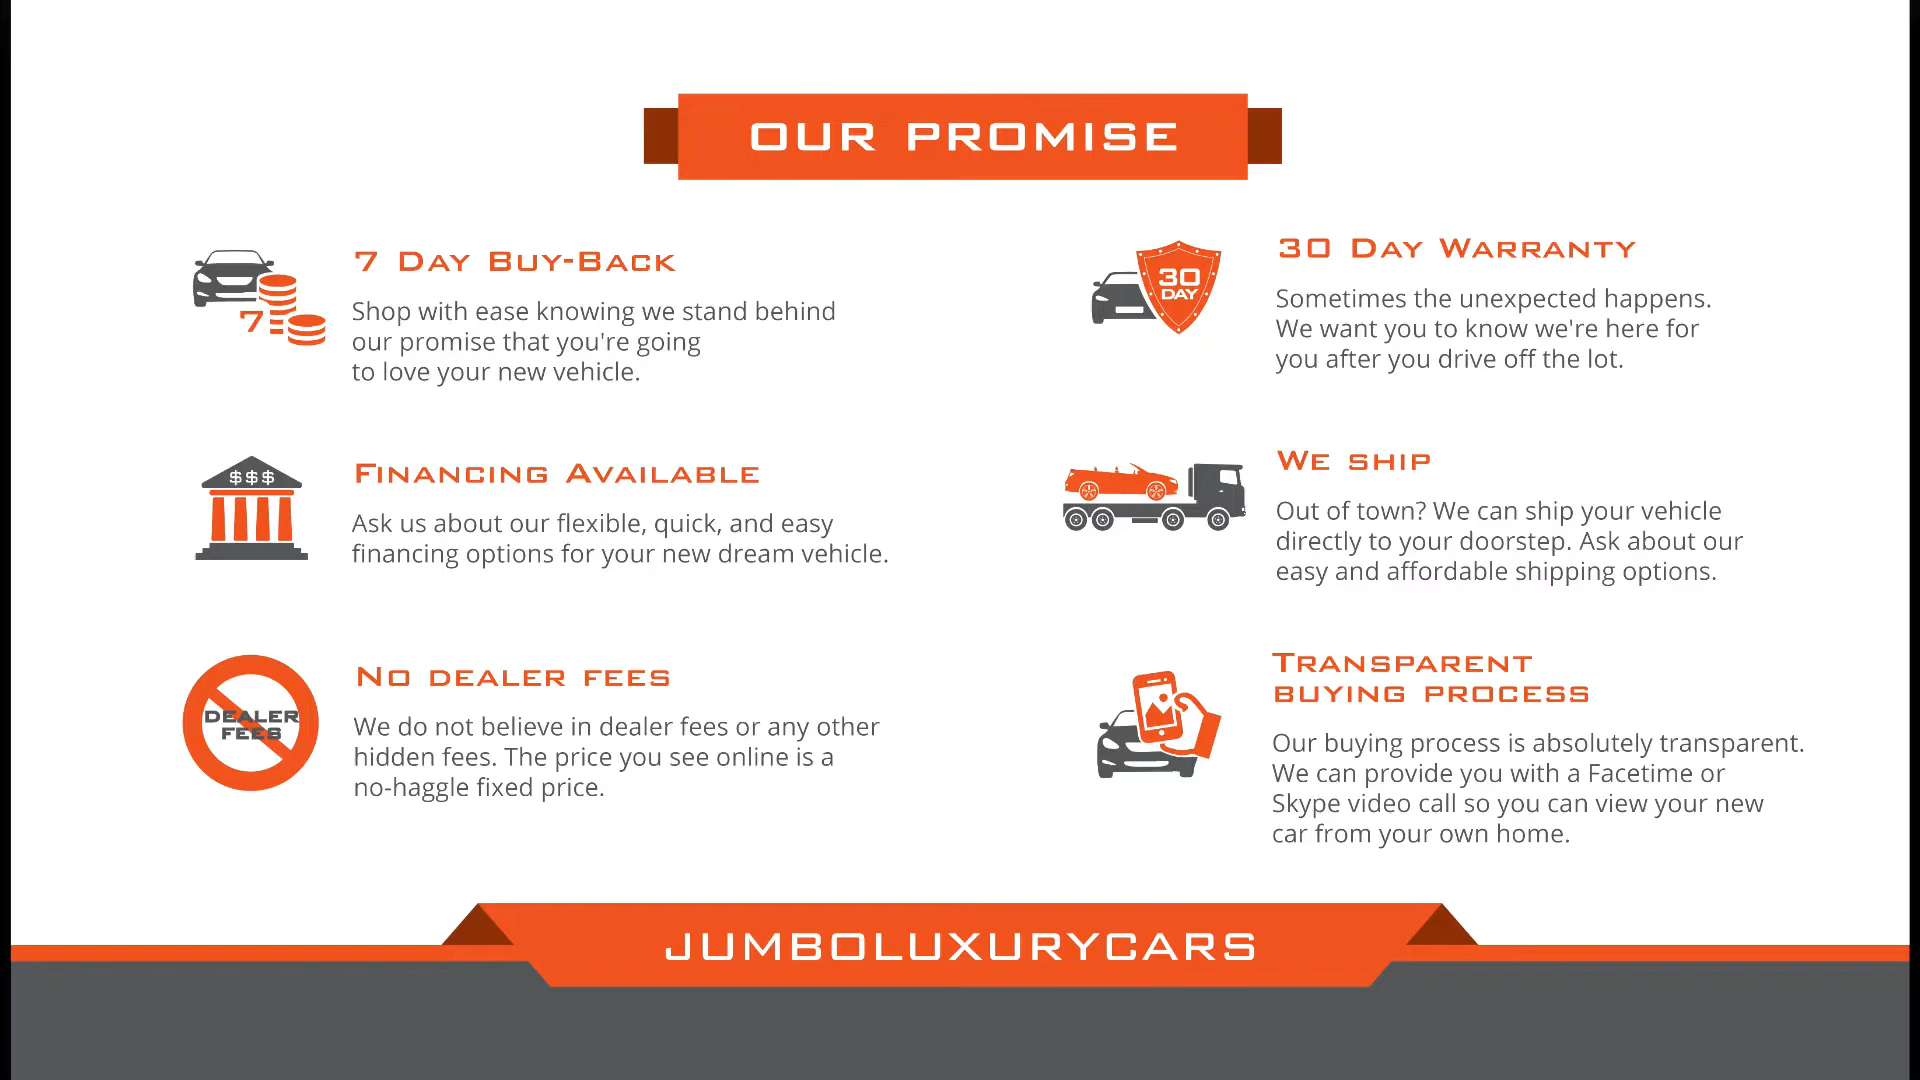 OUR PROMISE
7 DAY BUY-BACK
Shop with ease knowing we stand behind
our promise that you're going
to love your new vehicle.
7
30 DAY WARRANTY
Sometimes the unexpected happens.
We want you to know we're here for
you after you drive off the lot.
30
DAY
FINANCING AVAILABLE
Ask us about our flexible, quick, and easy
financing options for your new dream vehicle.
$$$
WE SHIP
Out of town? We can ship your vehicle
directly to your doorstep. Ask about our
easy and affordable shipping options.
NO DEALER FEES
We do not believe in dealer fees or any other
hidden fees. The price you see online is a
no-haggle fixed price.
DEALER
FEES
TRANSPARENT
BUYING PROCESS
Our buying process is absolutely transparent.
We can provide you with a Facetime or
Skype video call so you can view your new
car from your own home.
JUMBOLUXURYCARS